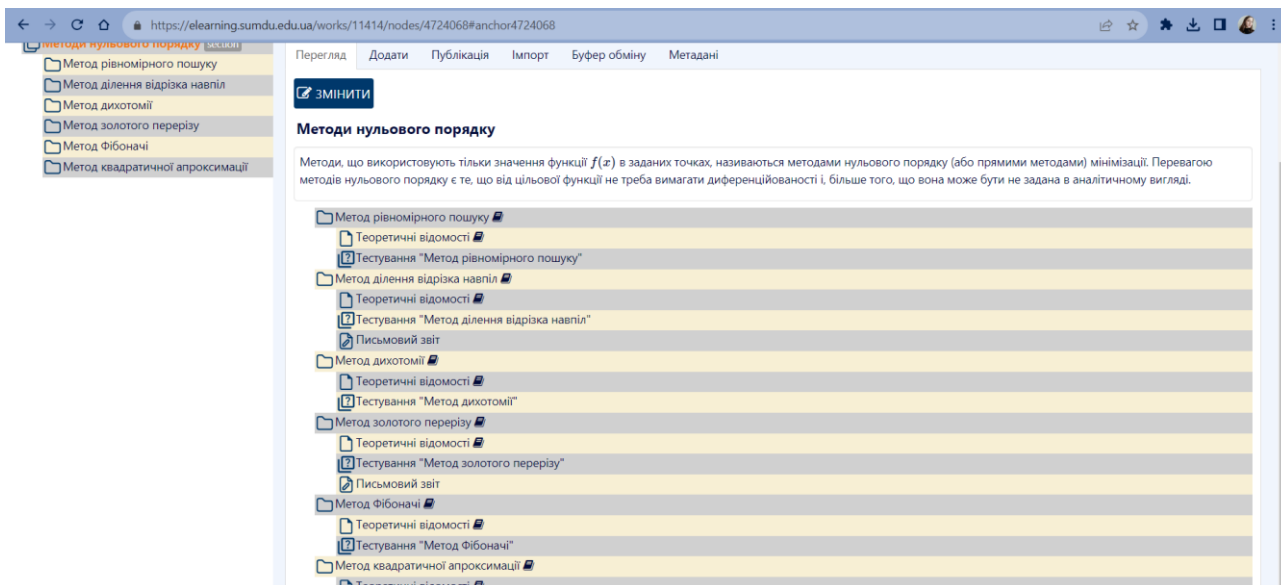 https://elearning.sumdu.edu.ua/works/11414/nodes/4724068#anchor4724068
Методи нульового порядку section
Метод рівномірного пошуку
Метод ділення відрізка навпіл
Метод дихотомії
Метод золотого перерізу
Метод Фібоначі
Метод квадратичної апроксимації
Перегляд Додати Публікація Імпорт Буфер обміну Метадані
ЗМІНИТИ
Методи нульового порядку
Методи, що використовують тільки значення функції f(x) в заданих точках, називаються методами нульового порядку (або прямими методами) мінімізації. Перевагою
методів нульового порядку є те, що від цільової функції не треба вимагати диференційованості і, більше того, що вона може бути не задана в аналітичному вигляді.
Метод рівномірного пошуку
Теоретичні відомості
Тестування "Метод рівномірного пошуку"
Метод ділення відрізка навпіл
Теоретичні відомості
Тестування "Метод ділення відрізка навпіл"
Письмовий звіт
Метод дихотомії
Теоретичні відомості
Тестування "Метод дихотомії"
Метод золотого перерізу
Теоретичні відомості
Тестування "Метод золотого перерізу"
Письмовий звіт
Метод Фібоначі
Теоретичні відомості
Тестування "Метод Фібоначі"
Метод квадратичної апроксимації
Теоретичні відомості